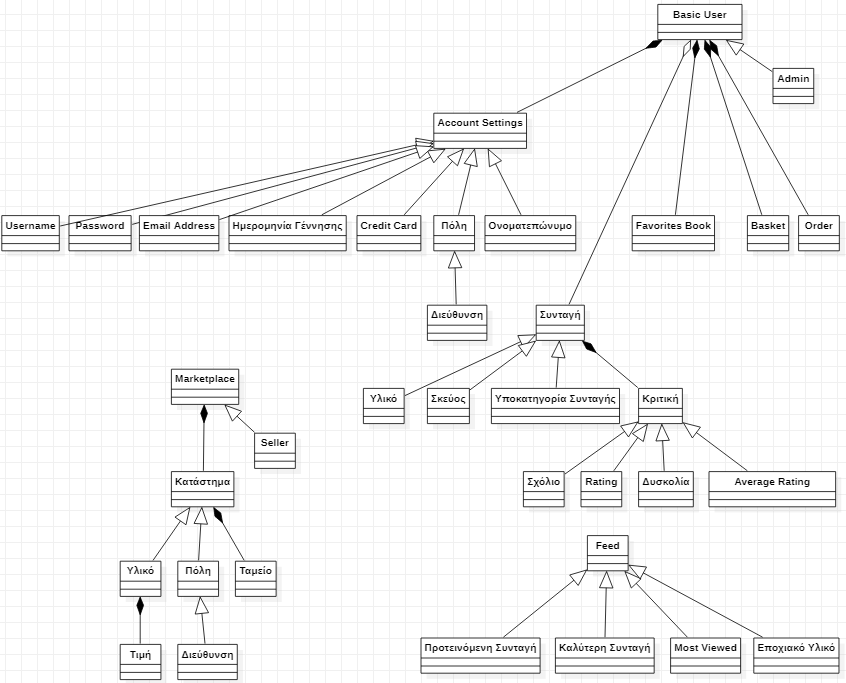 Basic User
Admin
Account Settings
Username
Password
Email Address
Ημερομηνία Γέννησης
Credit Card
Πόλη
Ονοματεπώνυμο
Favorites Book
Basket
Order
Διεύθυνση
Συνταγή
Marketplace
Υλικό
Σκεύος
Υποκατηγορία Συνταγής
Κριτική
Seller
Κατάστημα
Σχόλιο
Rating
Δυσκολία
Average Rating
Feed
Υλικό
Πόλη
Ταμείο
Τιμή
Διεύθυνση
Προτεινόμενη Συνταγή
Καλύτερη Συνταγή
Most Viewed
Εποχιακό Υλικό